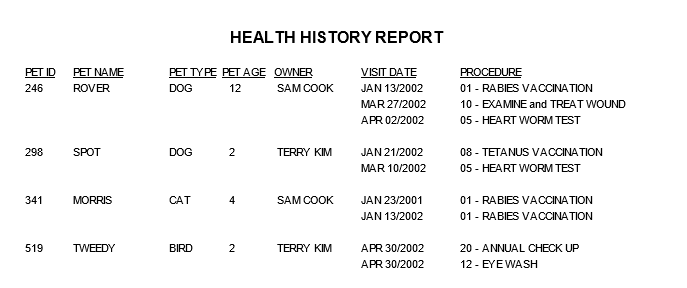 HEALTH HISTORY REPORT
PET ID PET NAME PET TYPE PET AGE OWNER VISIT DATE PROCEDURE
246 ROVER DOG 12 SAM COOK JAN 13/2002 01 - RABIES VACCINATION
MAR 27/2002 10 - EXAMINE and TREAT WOUND
APR 02/2002 05 - HEART WORM TEST
298 SPOT DOG 2 TERRY KIM JAN 21/2002 08 - TETANUS VACCINATION
MAR 10/2002 05 - HEART WORM TEST
341 MORRIS CAT 4 SAM COOK JAN 23/2001 01 - RABIES VACCINATION
JAN 13/2002 01 - RABIES VACCINATION
519 TWEEDY BIRD 2 TERRY KIM APR 30/2002 20 - ANNUAL CHECK UP
APR 30/2002 12 - EYE WASH